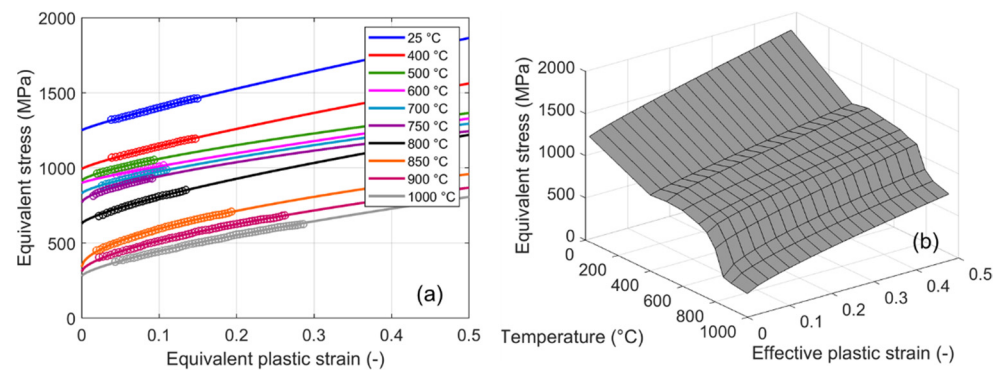 2000
1500
1000
500
0
Equivalent stress (MPa)
0
0.1
0.2
0.3
0.4
0.5
Equivalent plastic strain (-)
25 °C
400 °C
500 °C
600 °C
700 °C
750 °C
800 °C
850 °C
900 °C
1000 °C
(a)
2000
1500
1000
500
0
Equivalent stress (MPa)
0
200
400
600
800
1000
Temperature (°C)
0
0.1
0.2
0.3
0.4
0.5
Effective plastic strain (-)
(b)